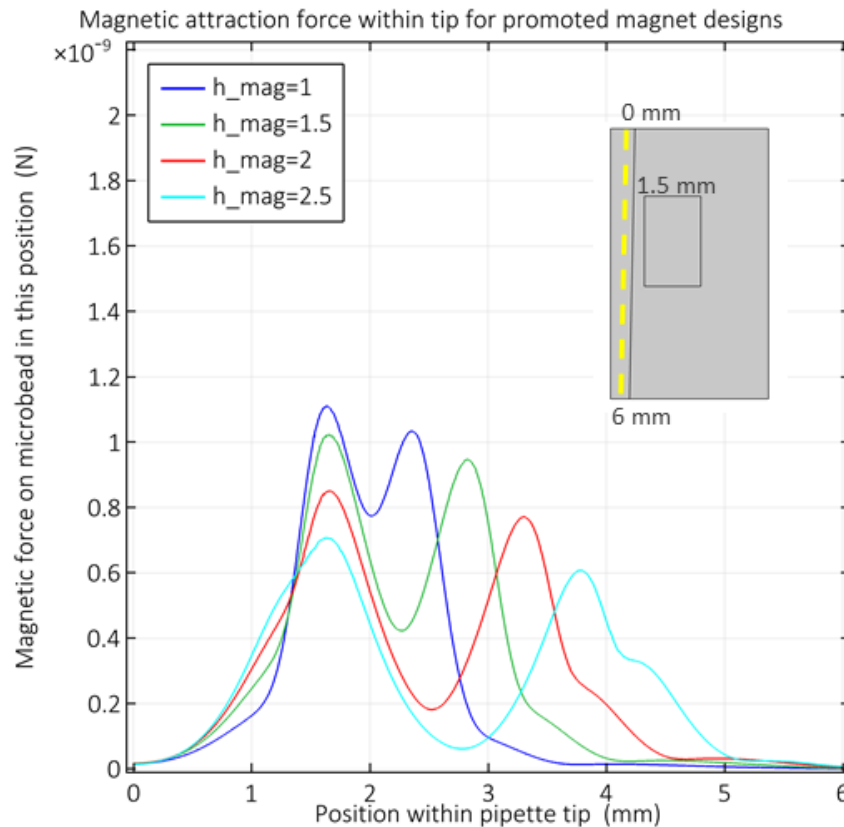 Magnetic attraction force within tip for promoted magnet designs
×10⁻⁹
h_mag=1
h_mag=1.5
h_mag=2
h_mag=2.5
0 mm
1.5 mm
6 mm
2
1.8
1.6
1.4
1.2
1
0.8
0.6
0.4
0.2
0
Magnetic force on microbead in this position (N)
0 1 2 3 4 5 6
Position within pipette tip (mm)